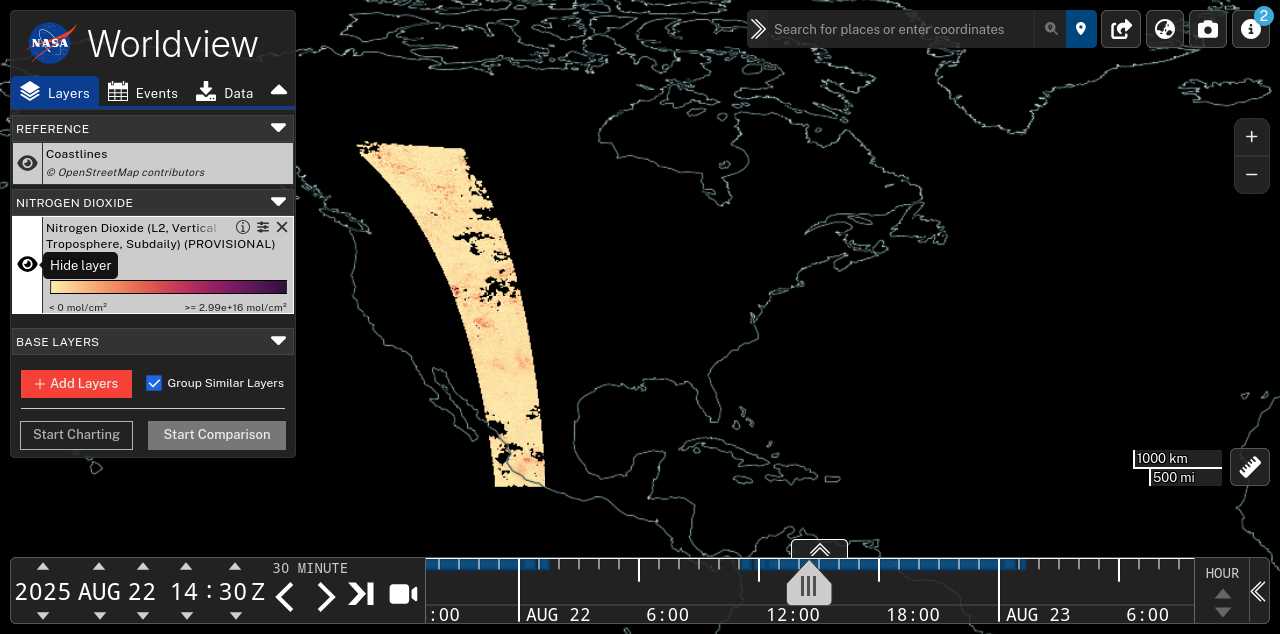 NASA
Worldview
Search for places or enter coordinates
2
Layers
Events
Data
REFERENCE
Coastlines
© OpenStreetMap contributors
NITROGEN DIOXIDE
Nitrogen Dioxide (L2, Vertical
Troposphere, Subdaily) (PROVISIONAL)
Hide layer
< 0 mol/cm²
>= 2.99e+16 mol/cm²
BASE LAYERS
+ Add Layers
Group Similar Layers
Start Charting
Start Comparison
+
−
1000 km
500 mi
2025 AUG 22 14 : 30 Z
30 MINUTE
:00
AUG 22
6:00
12:00
18:00
AUG 23
6:00
HOUR